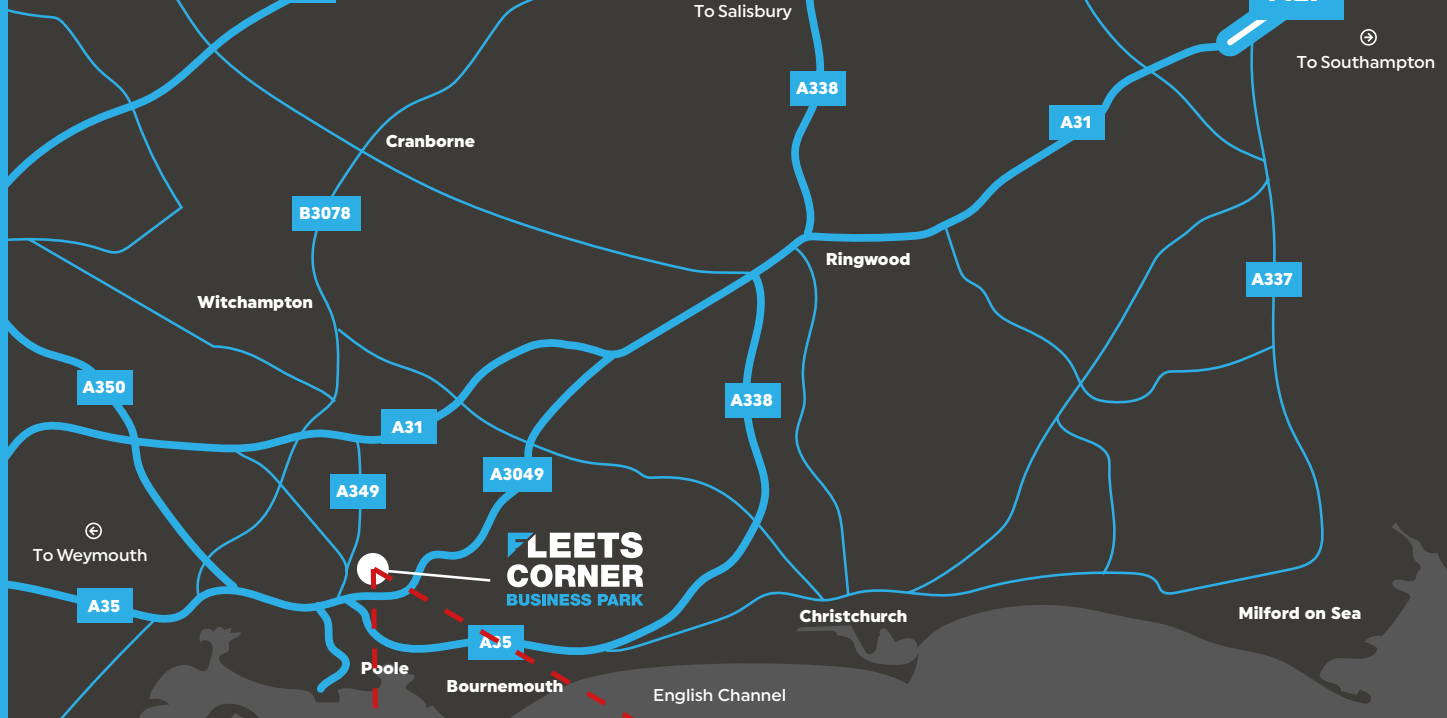 To Salisbury
To Southampton
A338
A31
Cranborne
B3078
Ringwood
A337
Witchampton
A350
A338
A31
A3049
A349
To Weymouth
FLEETS
CORNER
BUSINESS PARK
A35
Christchurch
Milford on Sea
A35
Poole
Bournemouth
English Channel